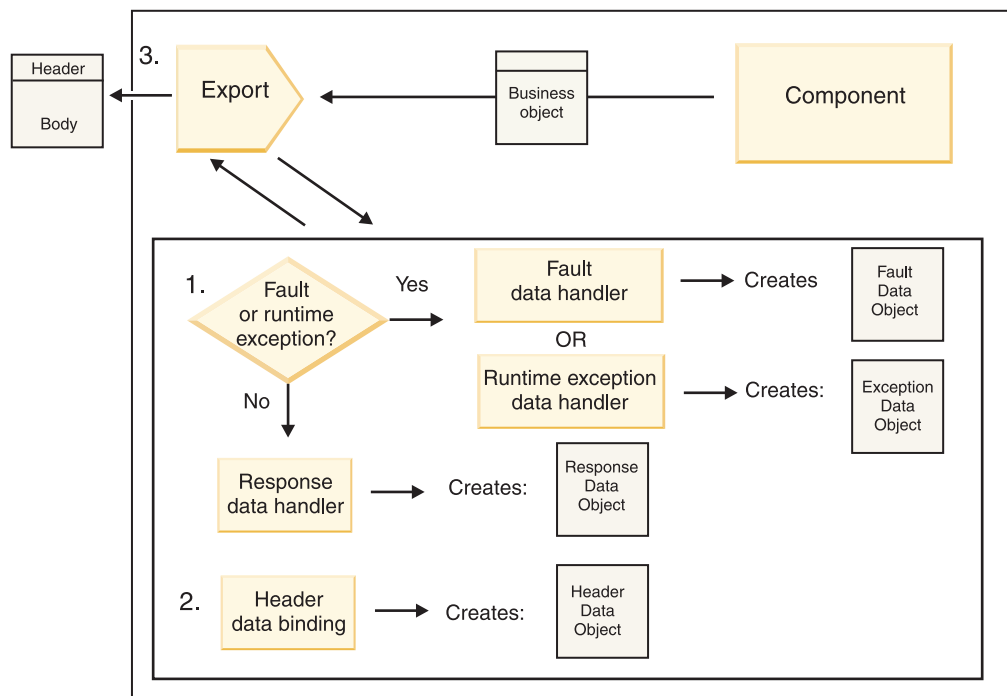 3.
Header
Body
Export
Business
object
Component
1.
Fault
or runtime
exception?
Yes
Fault
data handler
Creates
Fault
Data
Object
OR
Runtime exception
data handler
Creates:
Exception
Data
Object
No
Response
data handler
Creates:
Response
Data
Object
2.
Header
data binding
Creates:
Header
Data
Object